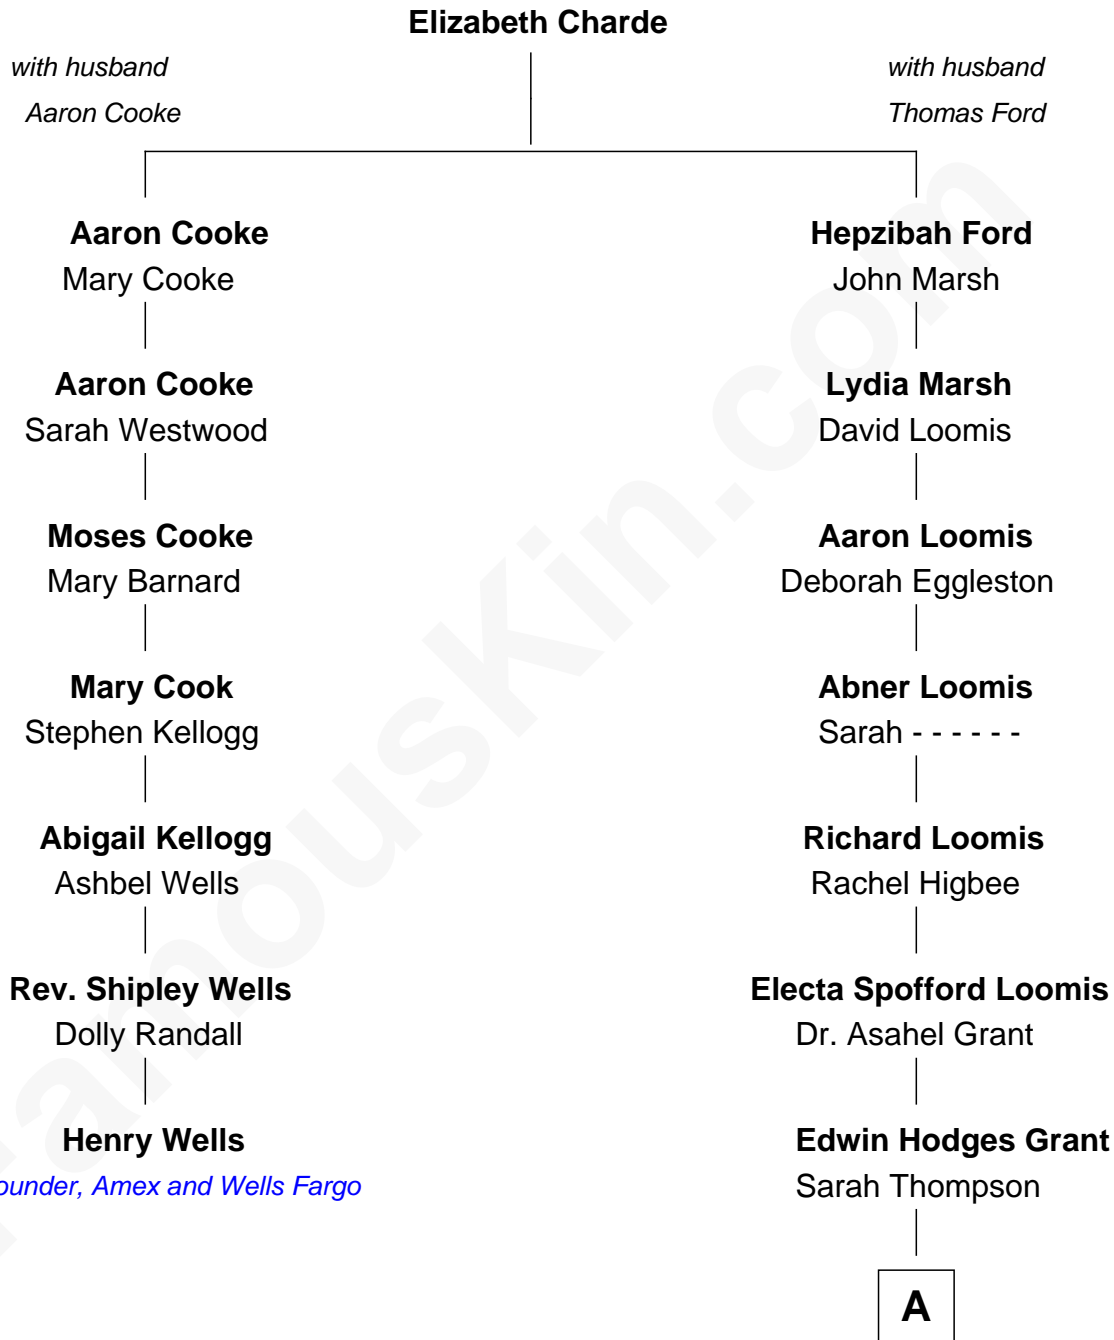 Elizabeth Charde
with husband
Aaron Cooke
with husband
Thomas Ford
Aaron Cooke
Mary Cooke
Aaron Cooke
Sarah Westwood
Moses Cooke
Mary Barnard
Mary Cook
Stephen Kellogg
Abigail Kellogg
Ashbel Wells
Rev. Shipley Wells
Dolly Randall
Henry Wells
ounder, Amex and Wells Fargo
Hepzibah Ford
John Marsh
Lydia Marsh
David Loomis
Aaron Loomis
Deborah Eggleston
Abner Loomis
Sarah - - - - - -
Richard Loomis
Rachel Higbee
Electa Spofford Loomis
Dr. Asahel Grant
Edwin Hodges Grant
Sarah Thompson
A
FamousKin.com